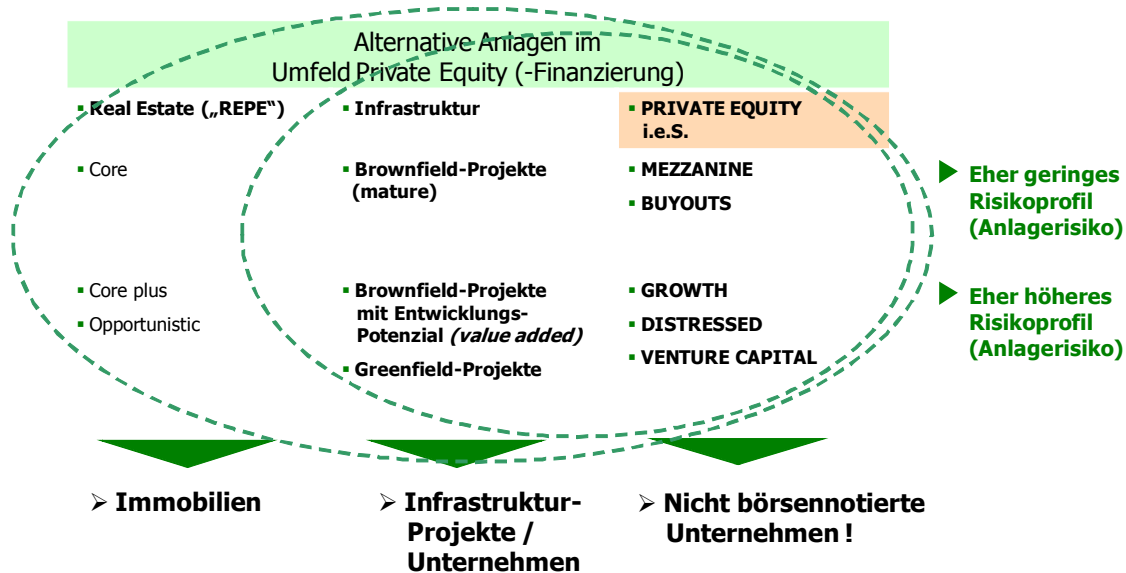 Alternative Anlagen im
Umfeld Private Equity (-Finanzierung)
▪ Real Estate („REPE“)
▪ Infrastruktur
▪ PRIVATE EQUITY
i.e.S.
▪ Core
▪ Brownfield-Projekte
(mature)
▪ MEZZANINE
▪ BUYOUTS
▶ Eher geringes
Risikoprofil
(Anlagerisiko)
▪ Core plus
▪ Opportunistic
▪ Brownfield-Projekte
mit Entwicklungs-
Potenzial (value added)
▪ Greenfield-Projekte
▪ GROWTH
▪ DISTRESSED
▪ VENTURE CAPITAL
▶ Eher höheres
Risikoprofil
(Anlagerisiko)
➢ Immobilien
➢ Infrastruktur-
Projekte /
Unternehmen
➢ Nicht börsennotierte
Unternehmen !